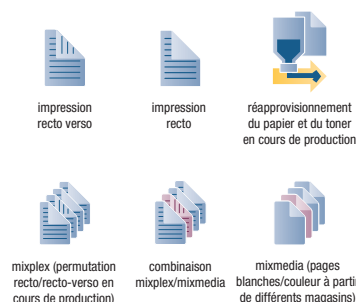 impression
recto verso
impression
recto
réapprovisionnement
du papier et du toner
en cours de production
mixplex (permutation
recto/recto-verso en
cours de production)
combinaison
mixplex/mixmedia
mixmedia (pages
blanches/couleur à parti
de différents magasins)